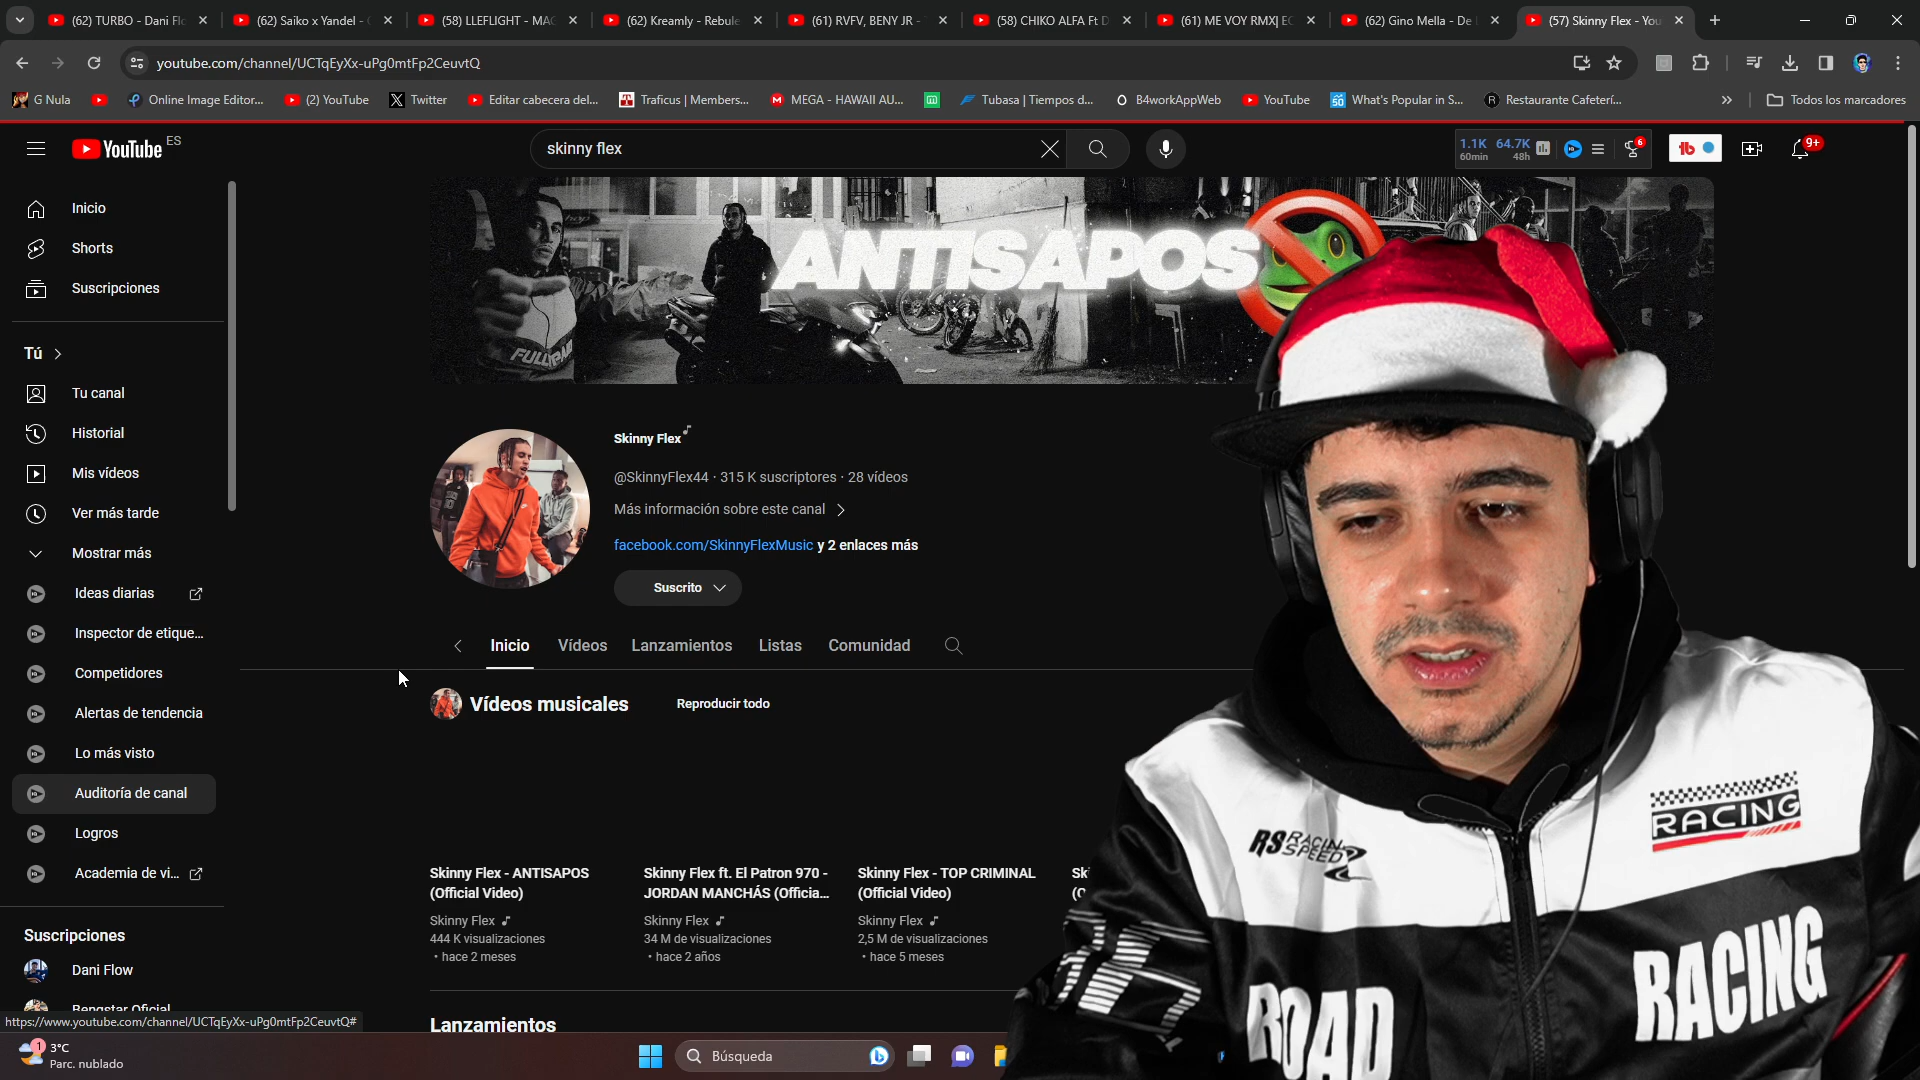 (62) TURBO - Dani Fl
(62) Saiko x Yandel -
(58) LLEFLIGHT - MA
(62) Kreamly - Rebule
(61) RVFV, BENY JR -
(58) CHIKO ALFA Ft D
(61) ME VOY RMX| EC
(62) Gino Mella - De
(57) Skinny Flex - You
youtube.com/channel/UCTqEyXx-uPg0mtFp2CeuvtQ
G Nula
Online Image Editor...
(2) YouTube
Twitter
Editar cabecera del...
Traficus | Members...
MEGA - HAWAII AU...
Tubasa | Tiempos d...
B4workAppWeb
YouTube
What's Popular in S...
Restaurante Cafeterí...
Todos los marcadores
YouTube ES
skinny flex
1.1K 64.7K
60min 48h
6
9+
Inicio
Shorts
Suscripciones
Tú
Tu canal
Historial
Mis vídeos
Ver más tarde
Mostrar más
Ideas diarias
Inspector de etique...
Competidores
Alertas de tendencia
Lo más visto
Auditoría de canal
Logros
Academia de vi...
Suscripciones
Dani Flow
Bengstar Oficial
https://www.youtube.com/channel/UCTqEyXx-uPg0mtFp2CeuvtQ#
ANTISAPOS
Skinny Flex
@SkinnyFlex44 · 315 K suscriptores · 28 vídeos
Más información sobre este canal
facebook.com/SkinnyFlexMusic y 2 enlaces más
Suscrito
Inicio Vídeos Lanzamientos Listas Comunidad
Vídeos musicales
Reproducir todo
Skinny Flex - ANTISAPOS
(Official Video)
Skinny Flex
444 K visualizaciones
• hace 2 meses
Skinny Flex ft. El Patron 970 -
JORDAN MANCHÁS (Officia...
Skinny Flex
34 M de visualizaciones
• hace 2 años
Skinny Flex - TOP CRIMINAL
(Official Video)
Skinny Flex
2,5 M de visualizaciones
• hace 5 meses
Lanzamientos
RS RACING
SPEED
RACING
ROAD
RACING
1
3°C
Parc. nublado
Búsqueda